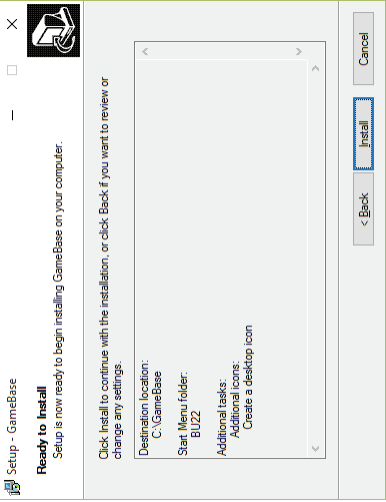 Setup - GameBase
Ready to Install
Setup is now ready to begin installing GameBase on your computer.
Click Install to continue with the installation, or click Back if you want to review or
change any settings.
Destination location:
C:\GameBase
Start Menu folder:
BU22
Additional tasks:
Additional icons:
Create a desktop icon
< Back
Install
Cancel